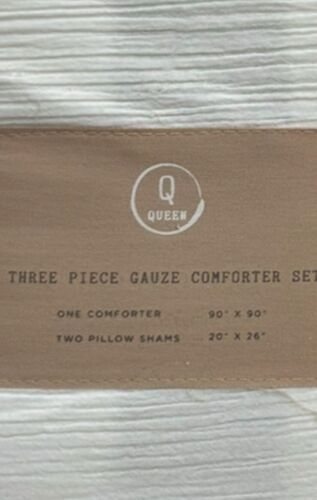 Q
QUEEN
THREE PIECE GAUZE COMFORTER SET
ONE COMFORTER ... 90" X 90"
TWO PILLOW SHAMS ... 20" X 26"